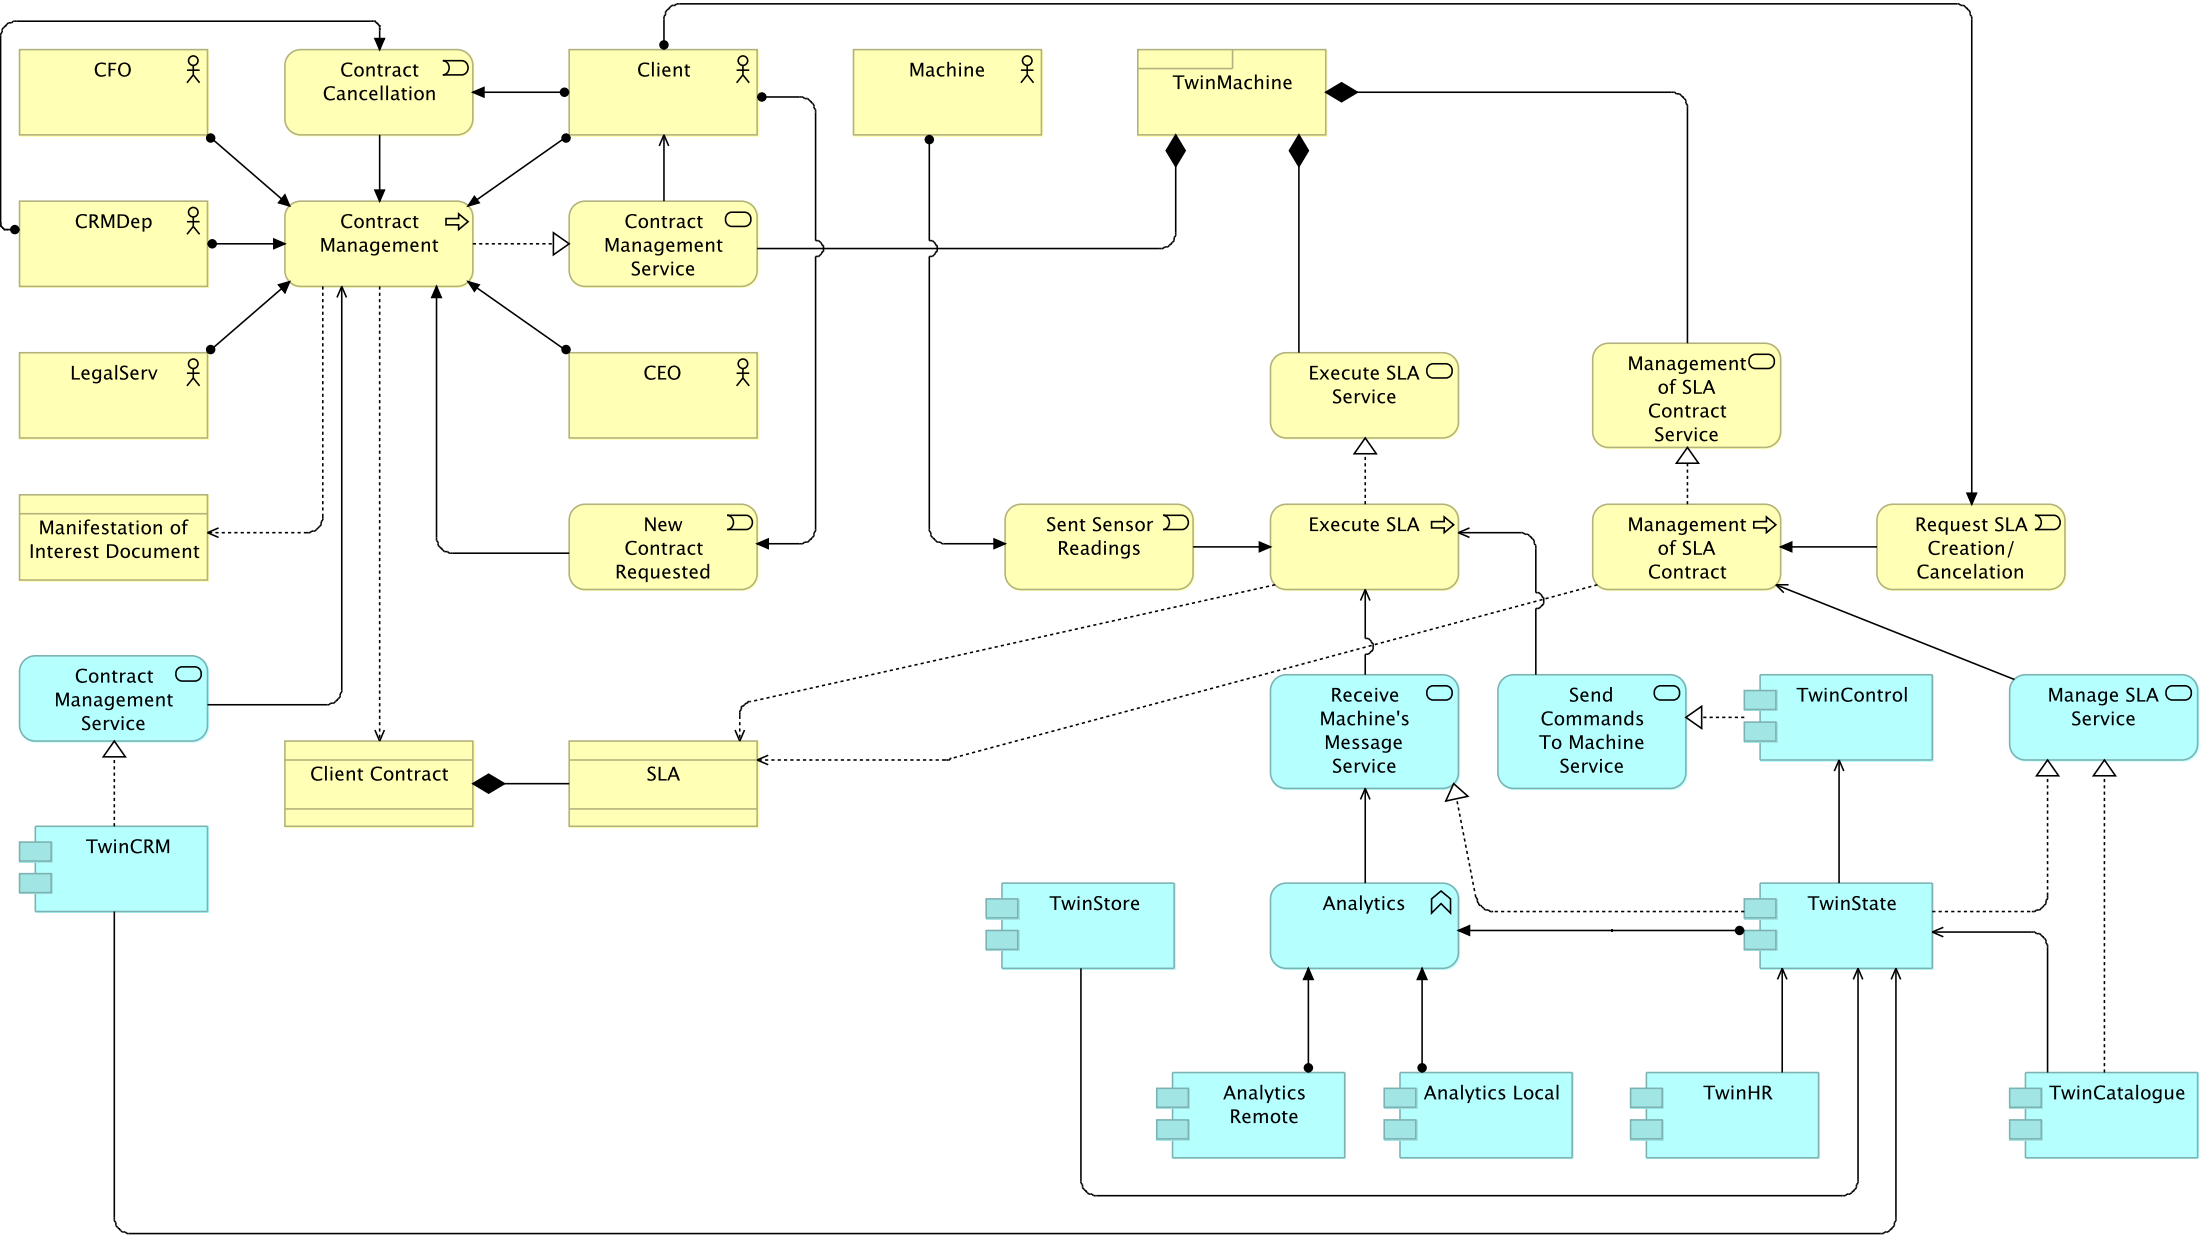 CFO
Contract
Cancellation
Client
Machine
TwinMachine
CRMDep
Contract
Management
Contract
Management
Service
LegalServ
CEO
Execute SLA
Service
Management
of SLA
Contract
Service
Manifestation of
Interest Document
New
Contract
Requested
Sent Sensor
Readings
Execute SLA
Management
of SLA
Contract
Request SLA
Creation/
Cancelation
Contract
Management
Service
Client Contract
SLA
Receive
Machine's
Message
Service
Send
Commands
To Machine
Service
TwinControl
Manage SLA
Service
TwinCRM
TwinStore
Analytics
TwinState
Analytics
Remote
Analytics Local
TwinHR
TwinCatalogue